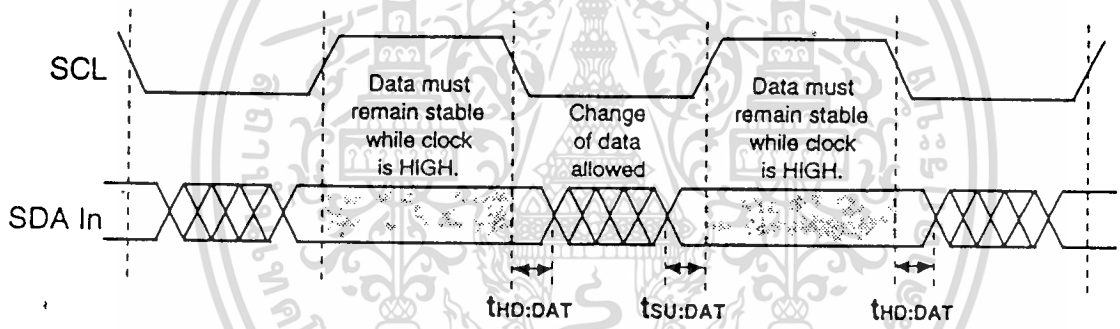 SCL
Data must
remain stable
while clock
is HIGH.
Change
of data
allowed
Data must
remain stable
while clock
is HIGH.
SDA In
tHD:DAT
tSU:DAT
tHD:DAT